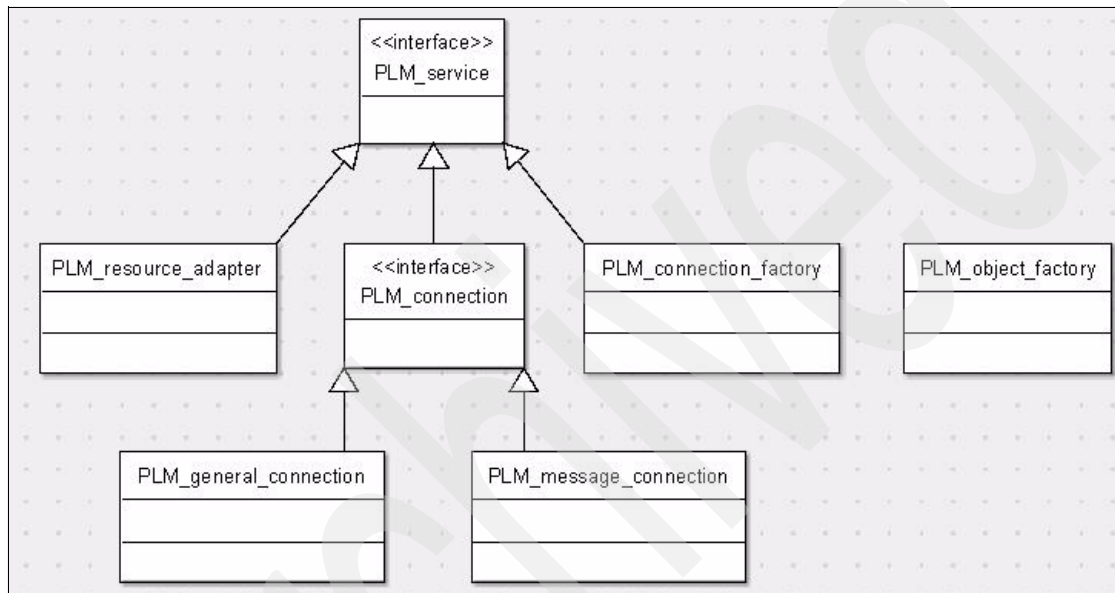 <<interface>>
PLM_service
PLM_resource_adapter
<<interface>>
PLM_connection
PLM_connection_factory
PLM_object_factory
PLM_general_connection
PLM_message_connection